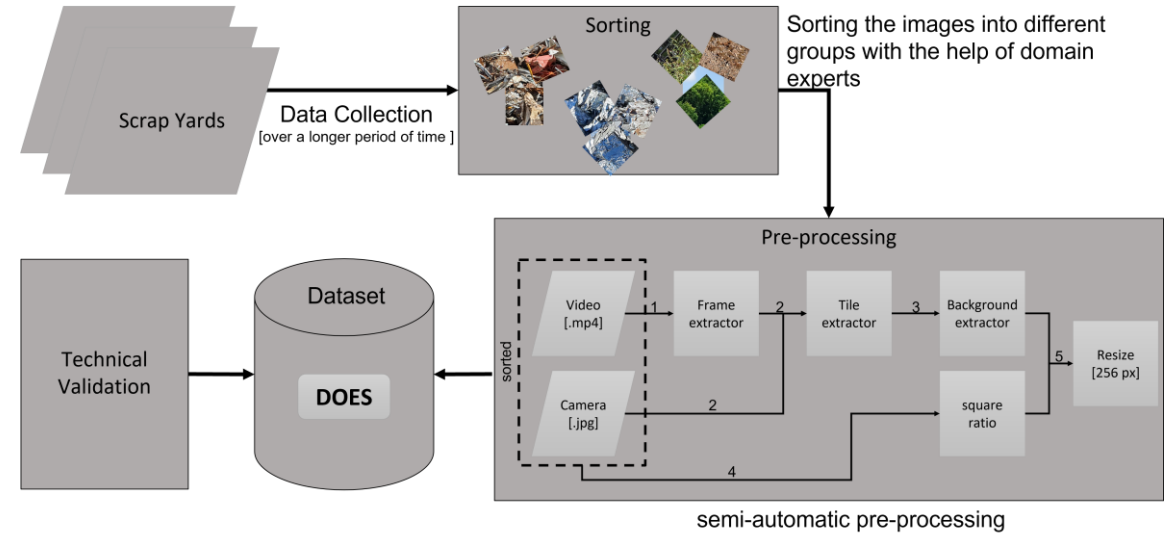 Scrap Yards
Data Collection
[over a longer period of time ]
Sorting
Sorting the images into different
groups with the help of domain
experts
Pre-processing
sorted
Video
[.mp4]
1
Frame
extractor
2
Tile
extractor
3
Background
extractor
Camera
[.jpg]
2
4
square
ratio
5
Resize
[256 px]
semi-automatic pre-processing
Dataset
DOES
Technical
Validation